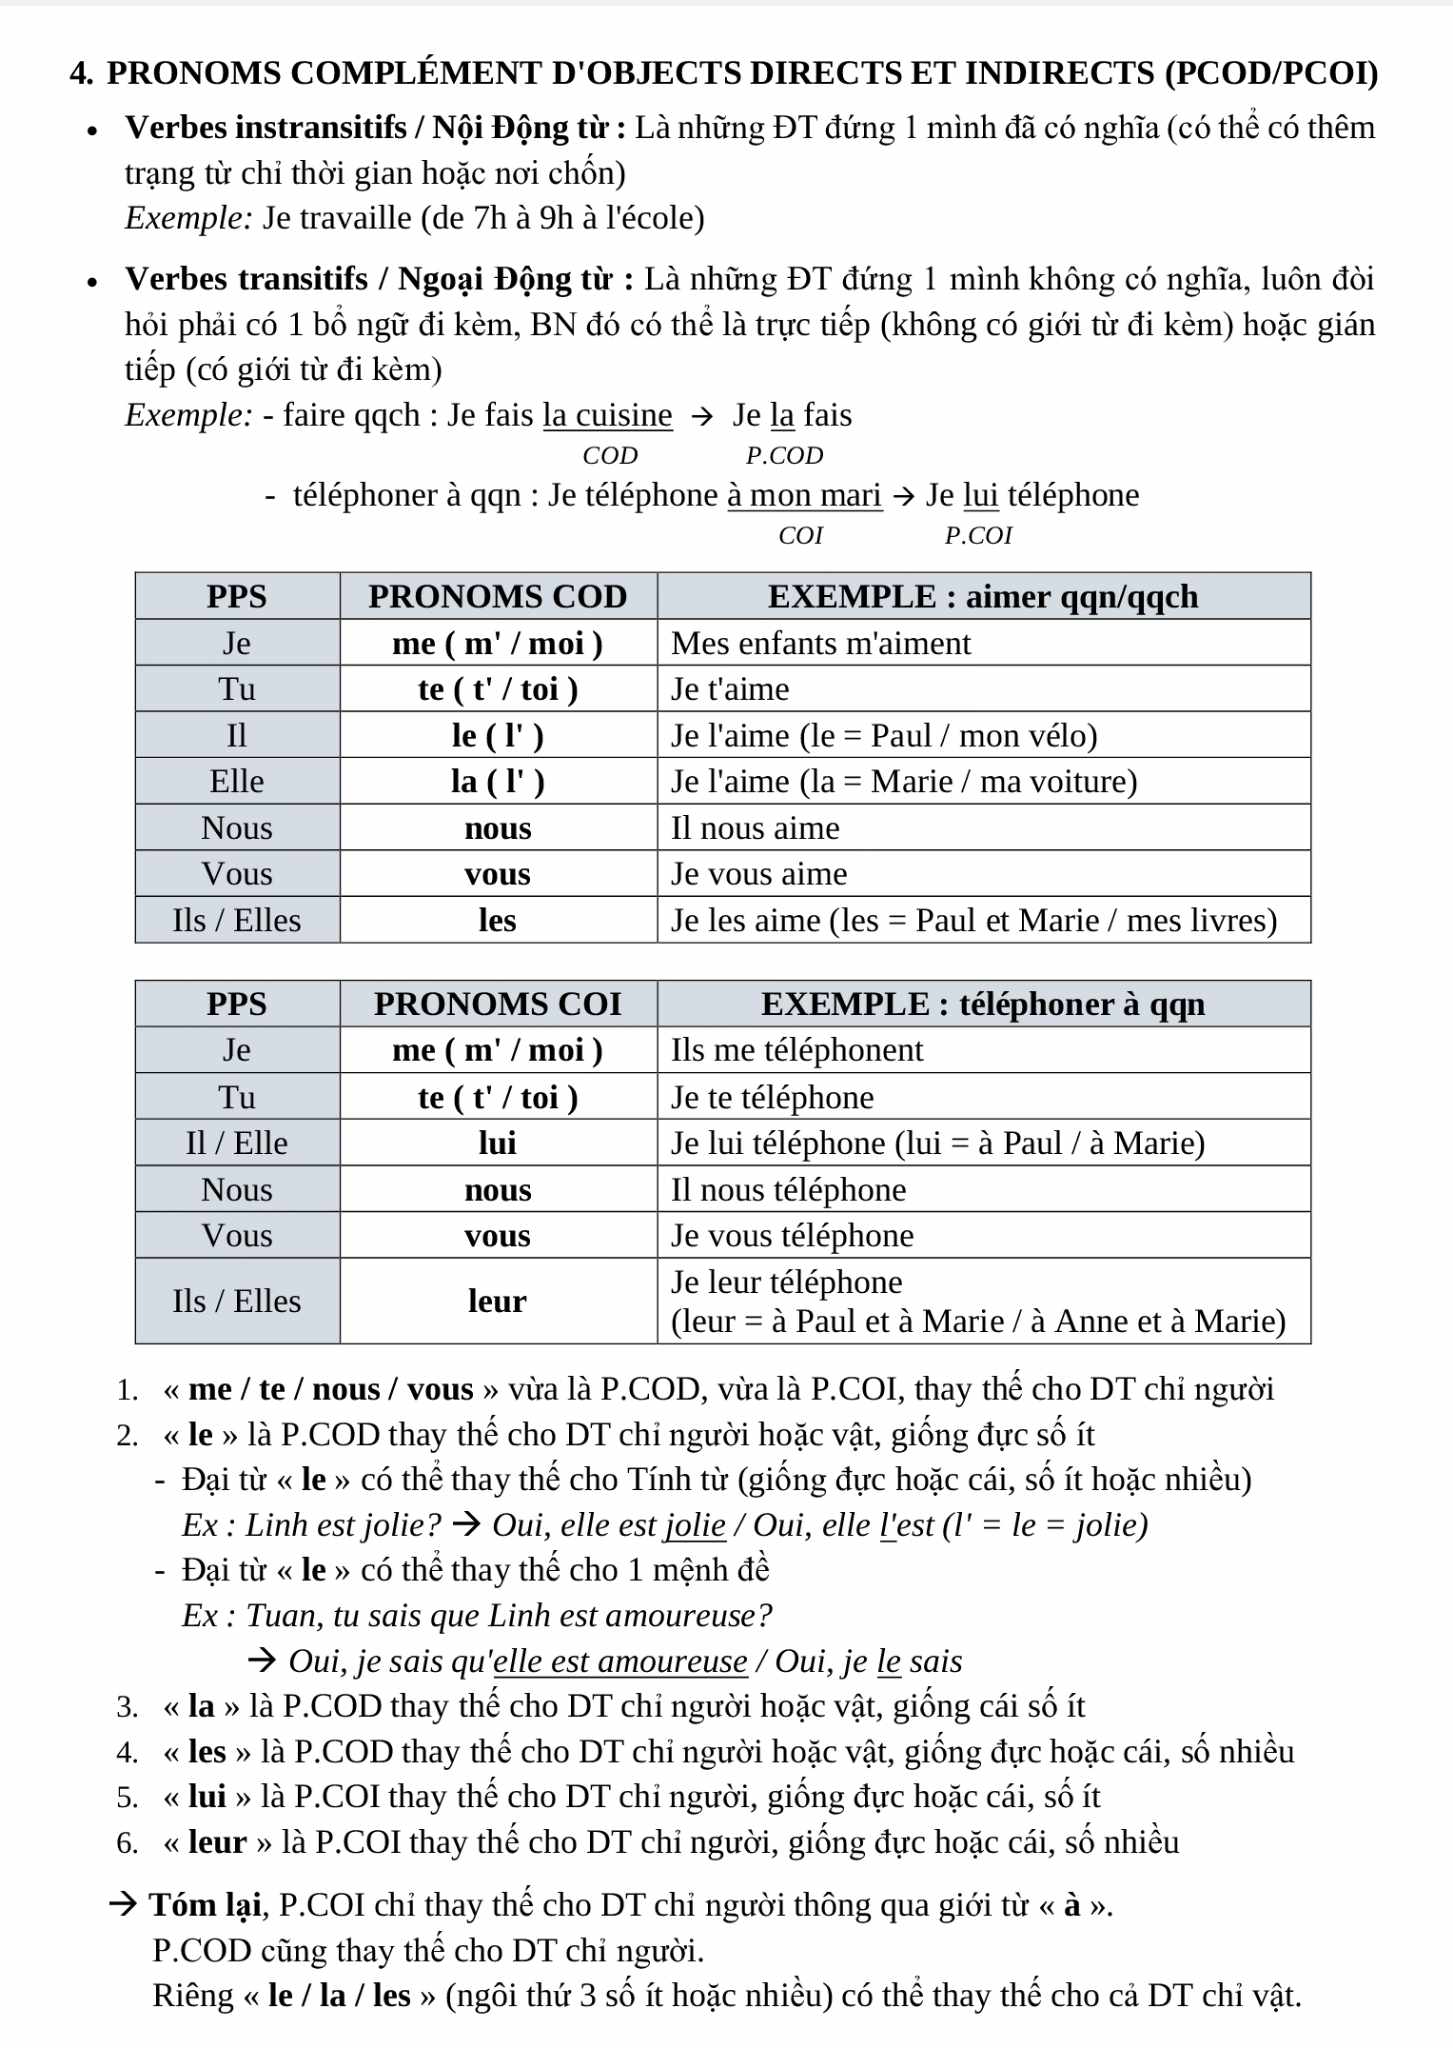 4. PRONOMS COMPLÉMENT D'OBJECTS DIRECTS ET INDIRECTS (PCOD/PCOI)
• Verbes instransitifs / Nội Động từ : Là những ĐT đứng 1 mình đã có nghĩa (có thể có thêm
trạng từ chỉ thời gian hoặc nơi chốn)
Exemple: Je travaille (de 7h à 9h à l'école)
• Verbes transitifs / Ngoại Động từ : Là những ĐT đứng 1 mình không có nghĩa, luôn đòi
hỏi phải có 1 bổ ngữ đi kèm, BN đó có thể là trực tiếp (không có giới từ đi kèm) hoặc gián
tiếp (có giới từ đi kèm)
Exemple: - faire qqch : Je fais la cuisine → Je la fais
COD P.COD
- téléphoner à qqn : Je téléphone à mon mari → Je lui téléphone
COI P.COI
PPS PRONOMS COD EXEMPLE : aimer qqn/qqch
Je me ( m' / moi ) Mes enfants m'aiment
Tu te ( t' / toi ) Je t'aime
Il le ( l' ) Je l'aime (le = Paul / mon vélo)
Elle la ( l' ) Je l'aime (la = Marie / ma voiture)
Nous nous Il nous aime
Vous vous Je vous aime
Ils / Elles les Je les aime (les = Paul et Marie / mes livres)
PPS PRONOMS COI EXEMPLE : téléphoner à qqn
Je me ( m' / moi ) Ils me téléphonent
Tu te ( t' / toi ) Je te téléphone
Il / Elle lui Je lui téléphone (lui = à Paul / à Marie)
Nous nous Il nous téléphone
Vous vous Je vous téléphone
Ils / Elles leur Je leur téléphone
(leur = à Paul et à Marie / à Anne et à Marie)
1. « me / te / nous / vous » vừa là P.COD, vừa là P.COI, thay thế cho DT chỉ người
2. « le » là P.COD thay thế cho DT chỉ người hoặc vật, giống đực số ít
- Đại từ « le » có thể thay thế cho Tính từ (giống đực hoặc cái, số ít hoặc nhiều)
Ex : Linh est jolie? → Oui, elle est jolie / Oui, elle l'est (l' = le = jolie)
- Đại từ « le » có thể thay thế cho 1 mệnh đề
Ex : Tuan, tu sais que Linh est amoureuse?
→ Oui, je sais qu'elle est amoureuse / Oui, je le sais
3. « la » là P.COD thay thế cho DT chỉ người hoặc vật, giống cái số ít
4. « les » là P.COD thay thế cho DT chỉ người hoặc vật, giống đực hoặc cái, số nhiều
5. « lui » là P.COI thay thế cho DT chỉ người, giống đực hoặc cái, số ít
6. « leur » là P.COI thay thế cho DT chỉ người, giống đực hoặc cái, số nhiều
→ Tóm lại, P.COI chỉ thay thế cho DT chỉ người thông qua giới từ « à ».
P.COD cũng thay thế cho DT chỉ người.
Riêng « le / la / les » (ngôi thứ 3 số ít hoặc nhiều) có thể thay thế cho cả DT chỉ vật.